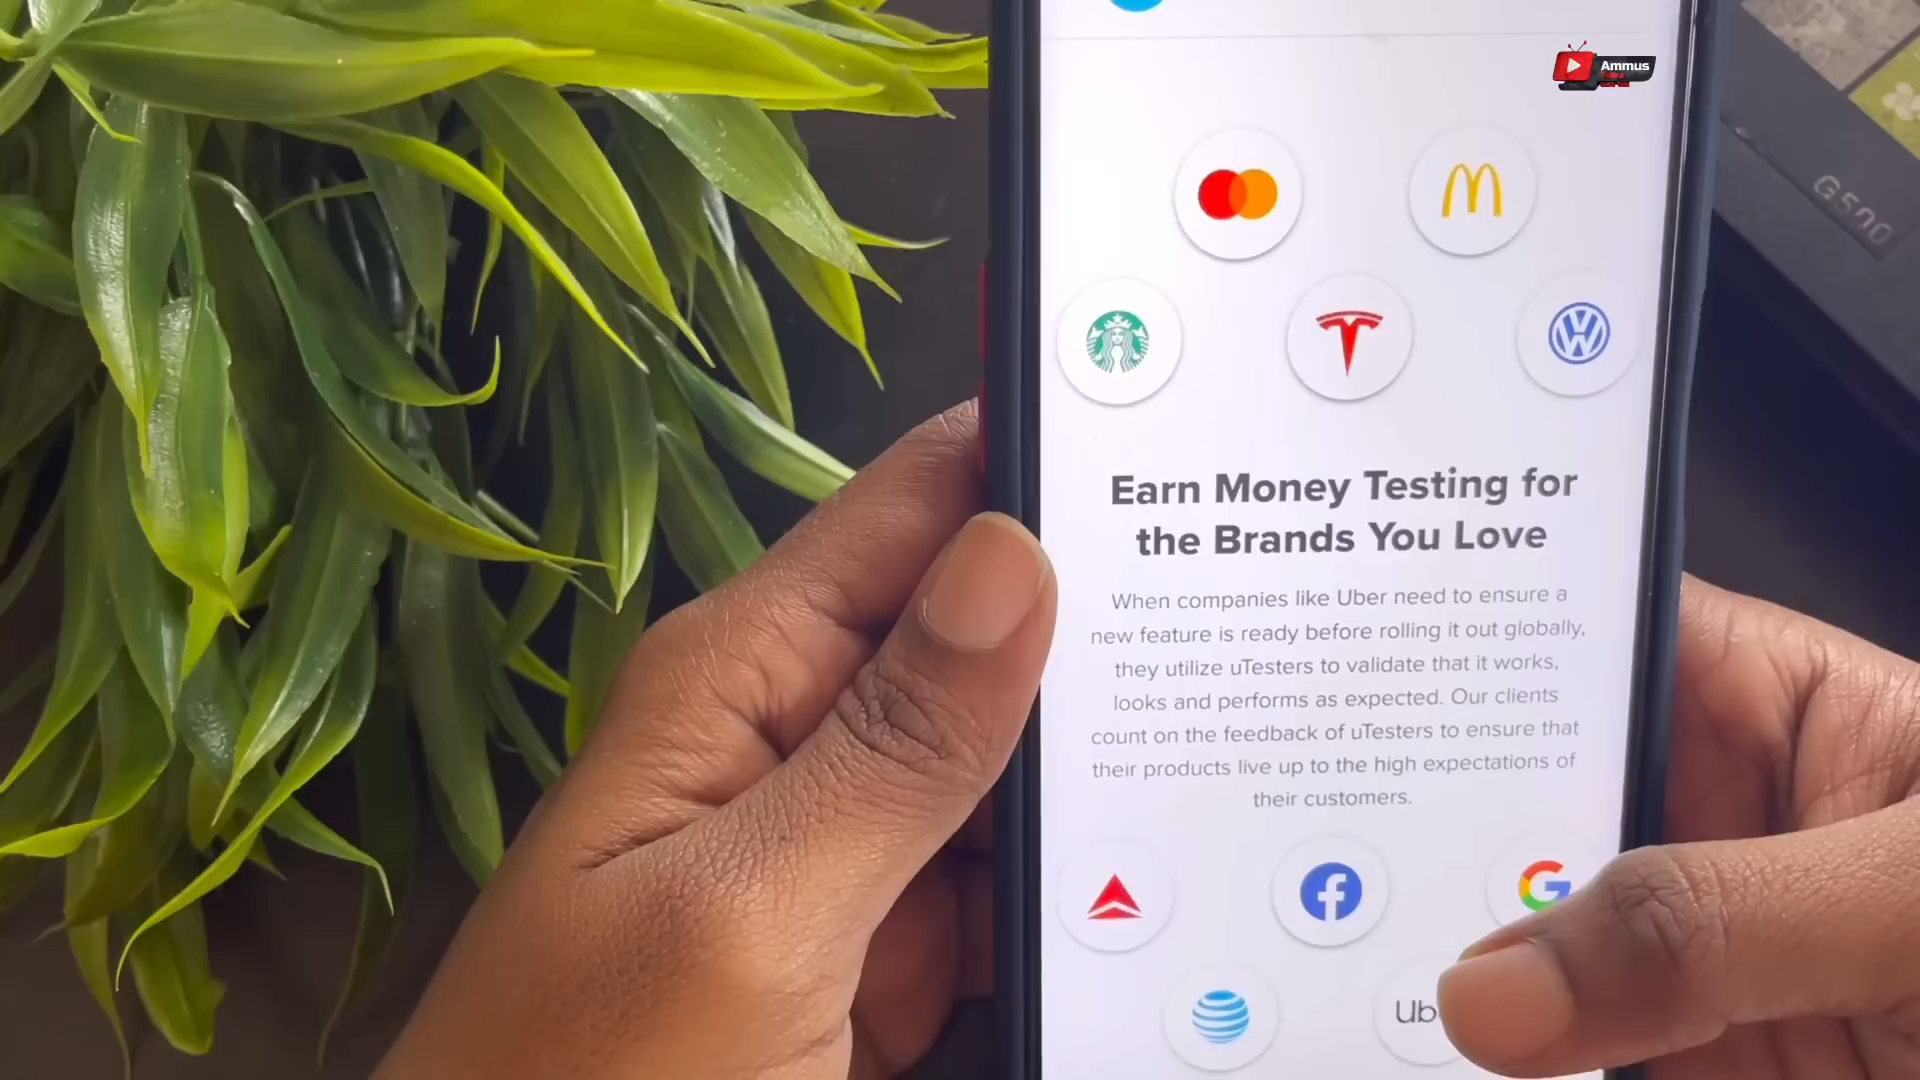 Ammus
G500
Earn Money Testing for
the Brands You Love
When companies like Uber need to ensure a
new feature is ready before rolling it out globally,
they utilize uTesters to validate that it works,
looks and performs as expected. Our clients
count on the feedback of uTesters to ensure that
their products live up to the high expectations of
their customers.
Ub